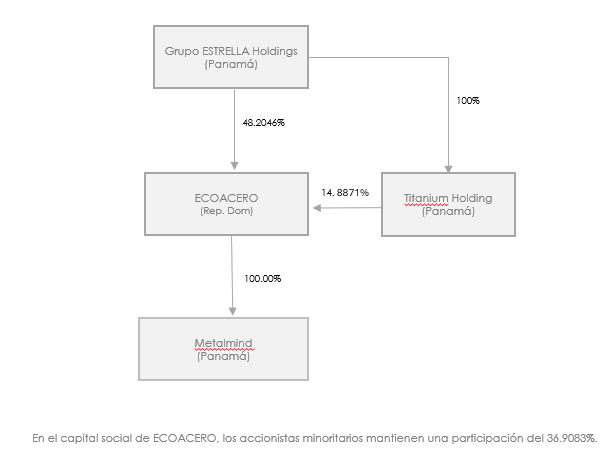 Grupo ESTRELLA Holdings
(Panamá)
100%
48.2046%
ECOACERO
(Rep. Dom)
14. 8871%
Titanium Holding
(Panamá)
100.00%
Metalmind
(Panamá)
En el capital social de ECOACERO, los accionistas minoritarios mantienen una participación del 36.9083%.